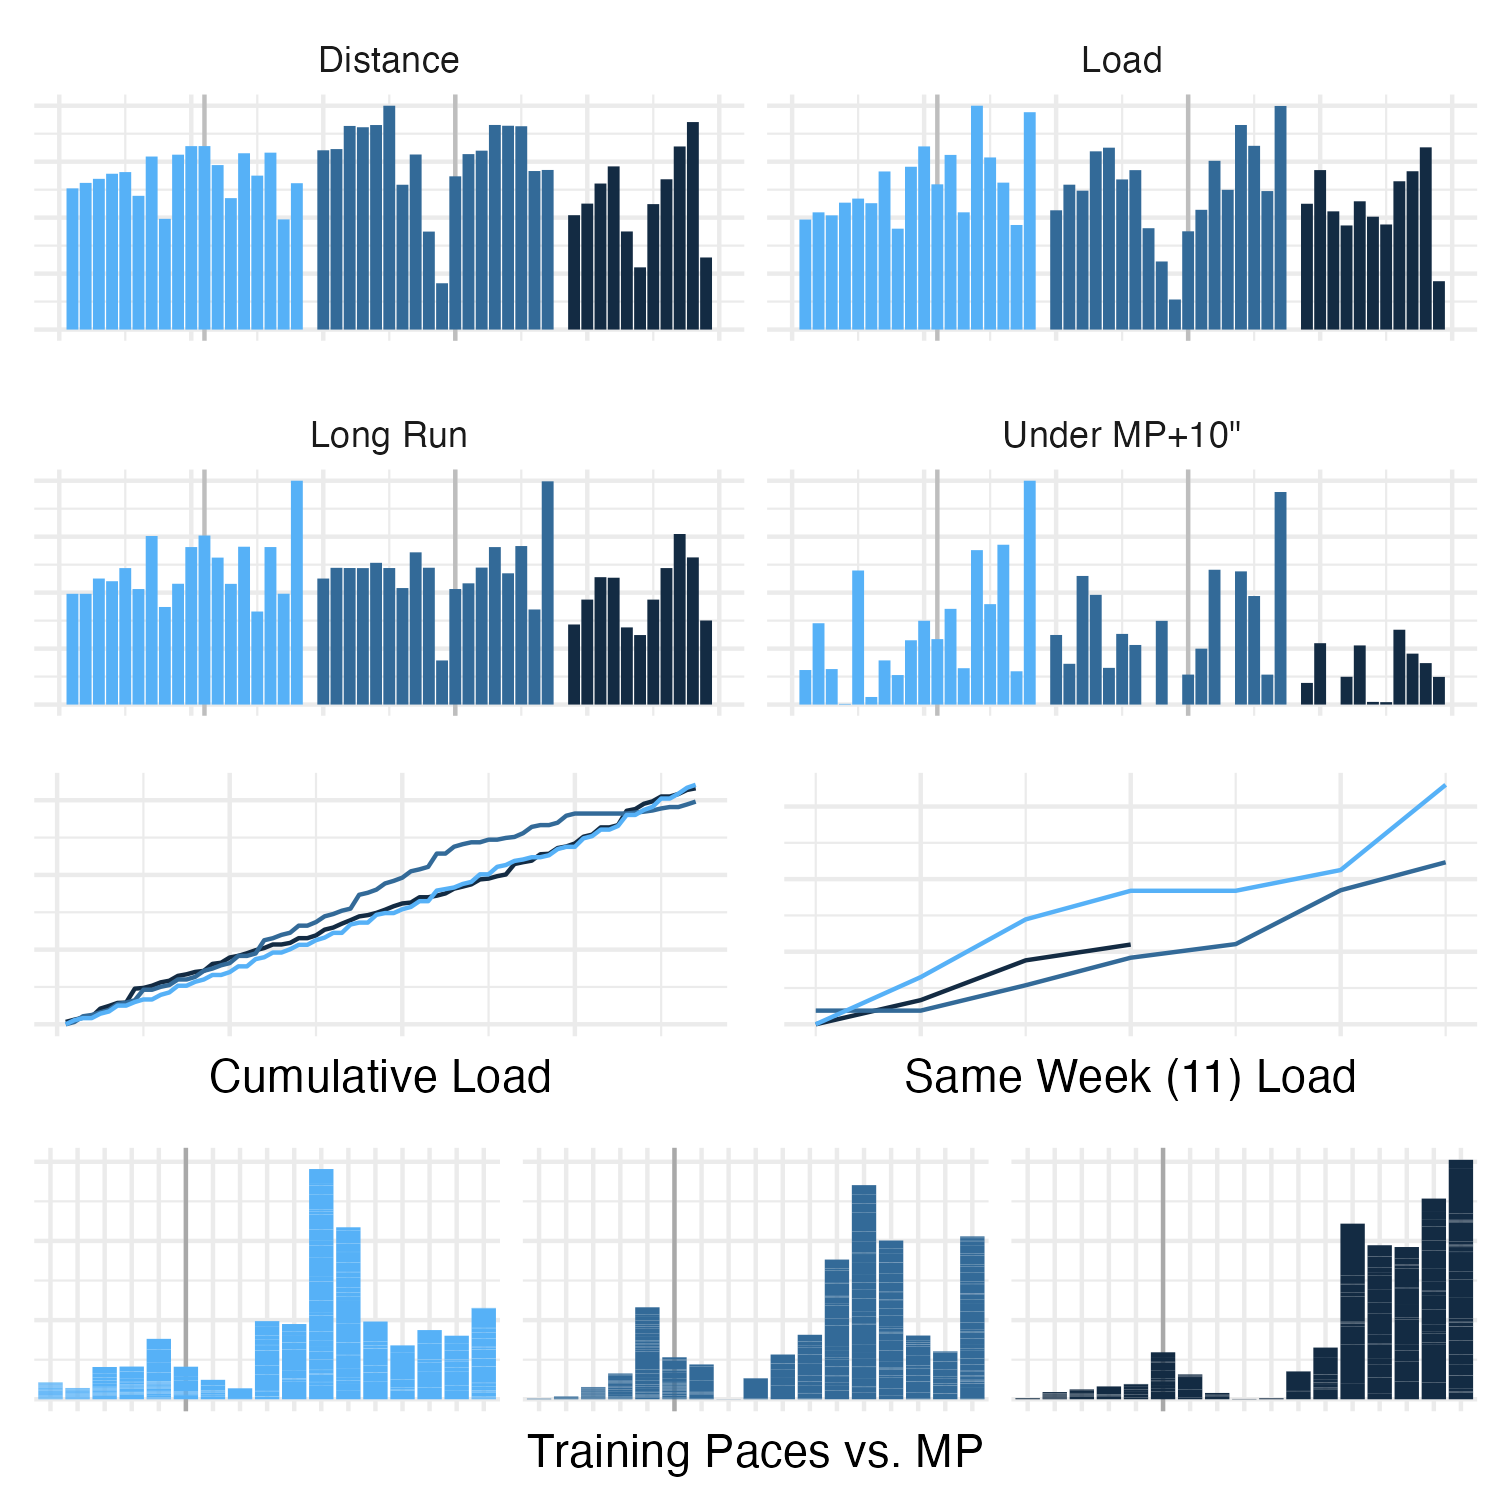 Distance
Load
Long Run
Under MP+10"
Cumulative Load
Same Week (11) Load
Training Paces vs. MP